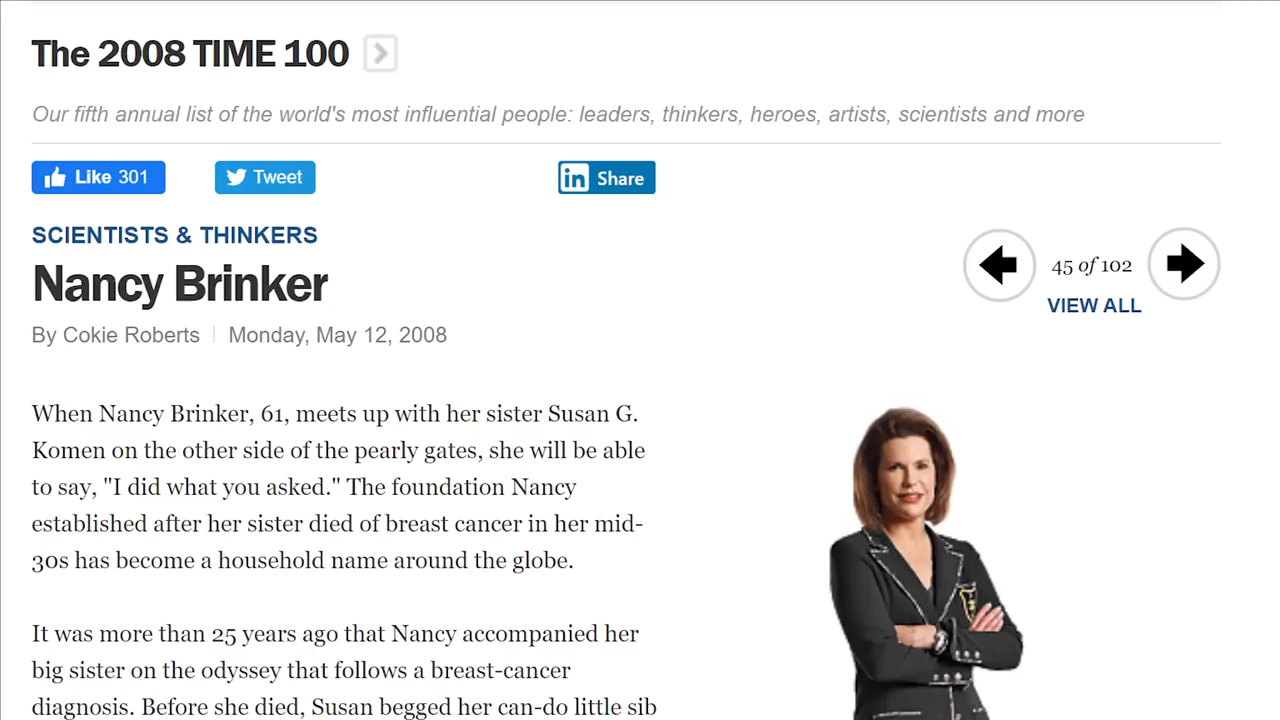 The 2008 TIME 100
Our fifth annual list of the world's most influential people: leaders, thinkers, heroes, artists, scientists and more
Like 301
Tweet
in Share
SCIENTISTS & THINKERS
Nancy Brinker
45 of 102
VIEW ALL
By Cokie Roberts | Monday, May 12, 2008
When Nancy Brinker, 61, meets up with her sister Susan G.
Komen on the other side of the pearly gates, she will be able
to say, "I did what you asked." The foundation Nancy
established after her sister died of breast cancer in her mid-
30s has become a household name around the globe.
It was more than 25 years ago that Nancy accompanied her
big sister on the odyssey that follows a breast-cancer
diagnosis. Before she died, Susan begged her can-do little sib